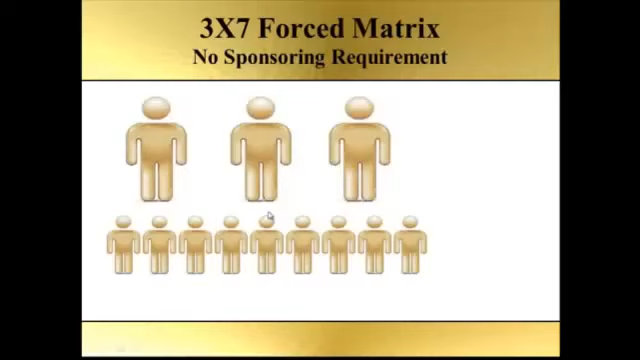 3X7 Forced Matrix
No Sponsoring Requirement